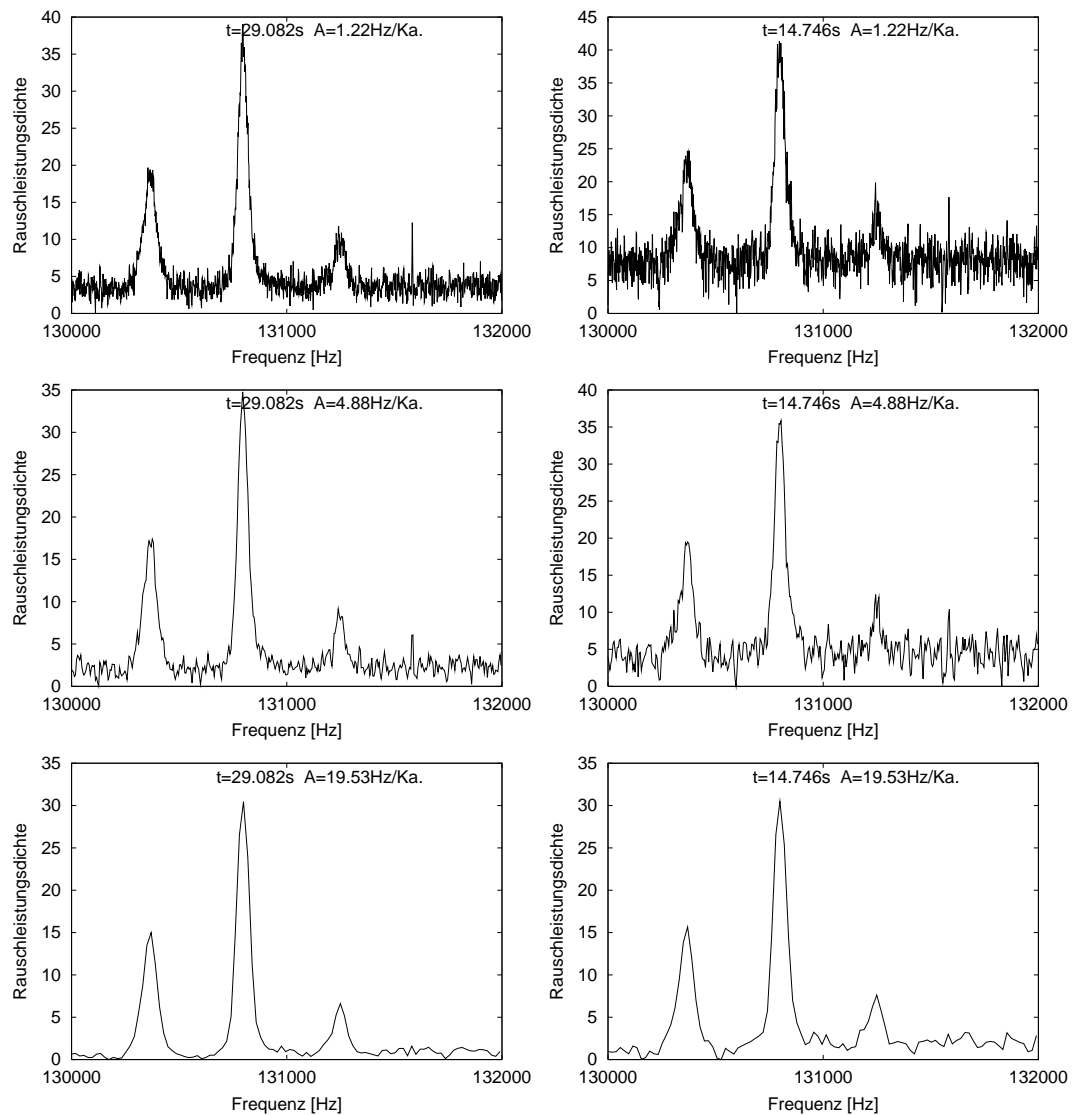 t=29.082s A=1.22Hz/Ka.
Rauschleistungsdichte
40
35
30
25
20
15
10
5
0
130000 131000 132000
Frequenz [Hz]
t=14.746s A=1.22Hz/Ka.
Rauschleistungsdichte
45
40
35
30
25
20
15
10
5
0
130000 131000 132000
Frequenz [Hz]
t=29.082s A=4.88Hz/Ka.
Rauschleistungsdichte
35
30
25
20
15
10
5
0
130000 131000 132000
Frequenz [Hz]
t=14.746s A=4.88Hz/Ka.
Rauschleistungsdichte
40
35
30
25
20
15
10
5
0
130000 131000 132000
Frequenz [Hz]
t=29.082s A=19.53Hz/Ka.
Rauschleistungsdichte
35
30
25
20
15
10
5
0
130000 131000 132000
Frequenz [Hz]
t=14.746s A=19.53Hz/Ka.
Rauschleistungsdichte
35
30
25
20
15
10
5
0
130000 131000 132000
Frequenz [Hz]